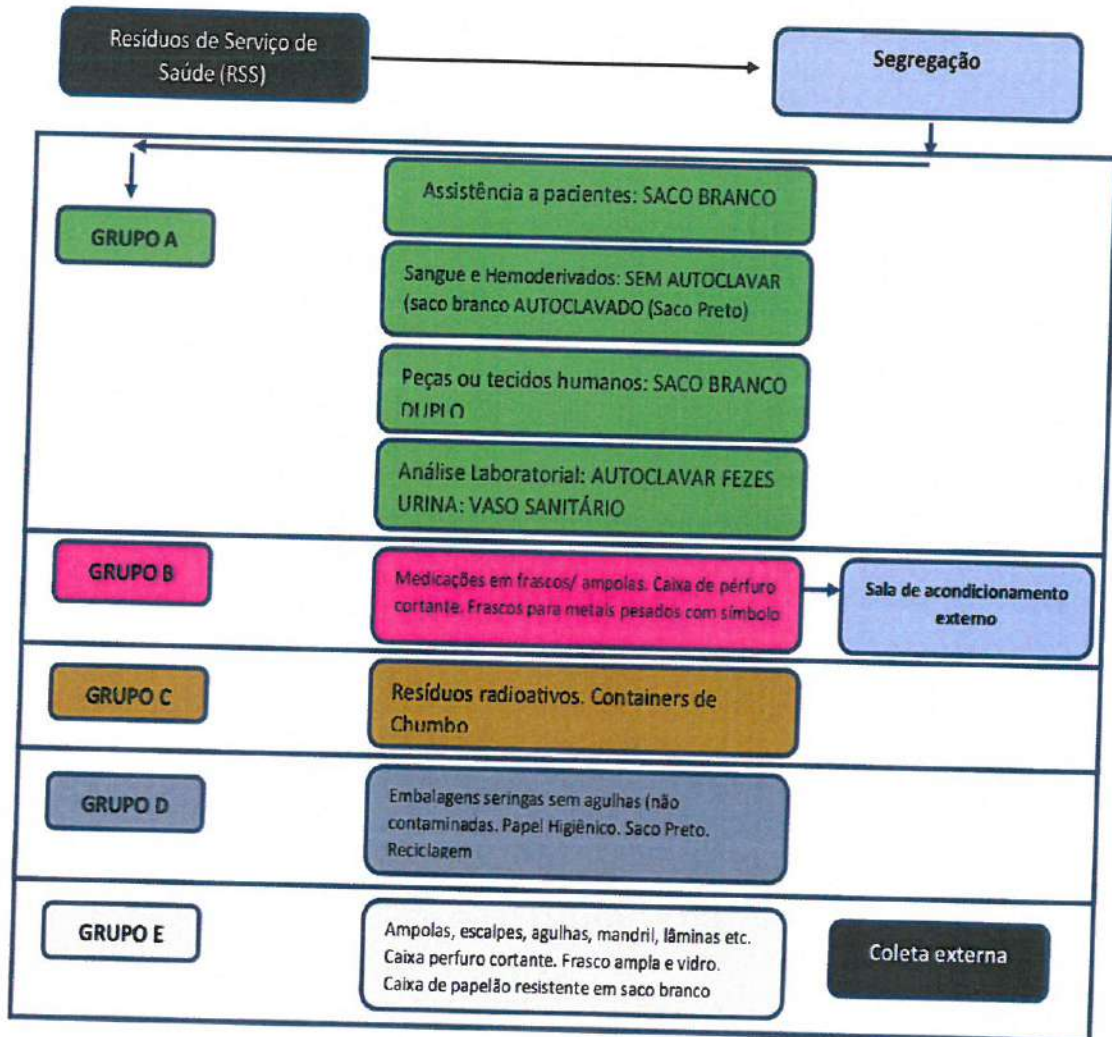 Resíduos de Serviço de
Saúde (RSS)
Segregação
GRUPO A
Assistência a pacientes: SACO BRANCO
Sangue e Hemoderivados: SEM AUTOCLAVAR
(saco branco AUTOCLAVADO (Saco Preto)
Peças ou tecidos humanos: SACO BRANCO
DUPLO
Análise Laboratorial: AUTOCLAVAR FEZES
URINA: VASO SANITÁRIO
GRUPO B
Medicações em frascos/ ampolas. Caixa de pérfuro
cortante. Frascos para metais pesados com símbolo
Sala de acondicionamento
externo
GRUPO C
Resíduos radioativos. Containers de
Chumbo
GRUPO D
Embalagens seringas sem agulhas (não
contaminadas. Papel Higiênico. Saco Preto.
Reciclagem
GRUPO E
Ampolas, escalpes, agulhas, mandril, lâminas etc.
Caixa perfuro cortante. Frasco ampla e vidro.
Caixa de papelão resistente em saco branco
Coleta externa